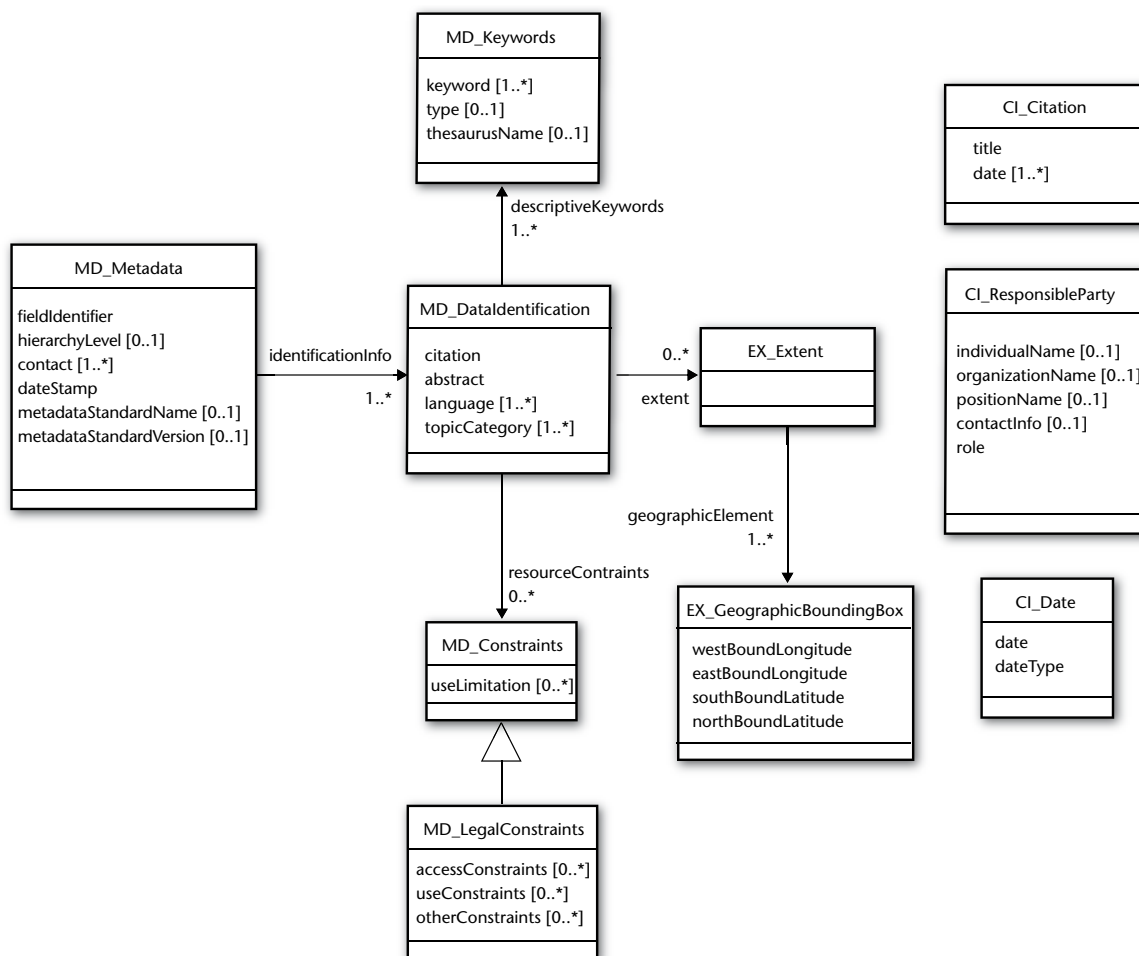 MD_Keywords
keyword [1..*]
type [0..1]
thesaurusName [0..1]
descriptiveKeywords
1..*
MD_Metadata
fieldIdentifier
hierarchyLevel [0..1]
contact [1..*]
dateStamp
metadataStandardName [0..1]
metadataStandardVersion [0..1]
identificationInfo
1..*
MD_DataIdentification
citation
abstract
language [1..*]
topicCategory [1..*]
0..*
extent
EX_Extent
geographicElement
1..*
EX_GeographicBoundingBox
westBoundLongitude
eastBoundLongitude
southBoundLatitude
northBoundLatitude
resourceContraints
0..*
MD_Constraints
useLimitation [0..*]
MD_LegalConstraints
accessConstraints [0..*]
useConstraints [0..*]
otherConstraints [0..*]
CI_Citation
title
date [1..*]
CI_ResponsibleParty
individualName [0..1]
organizationName [0..1]
positionName [0..1]
contactInfo [0..1]
role
CI_Date
date
dateType